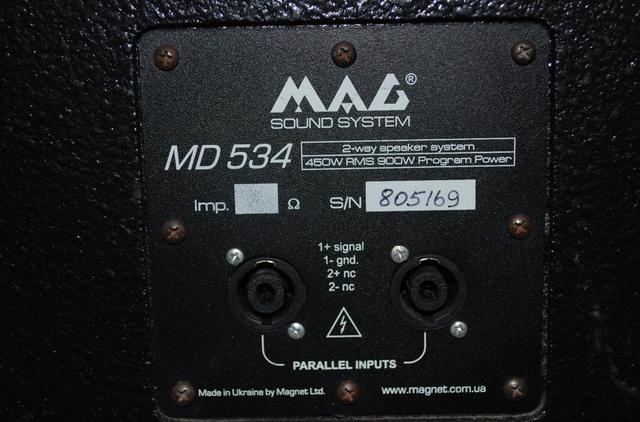 MAG®
SOUND SYSTEM
MD 534
2-way speaker system
450W RMS 900W Program Power
Imp. Ω S/N 805169
1+ signal
1- gnd.
2+ nc
2- nc
PARALLEL INPUTS
Made in Ukraine by Magnet Ltd. www.magnet.com.ua